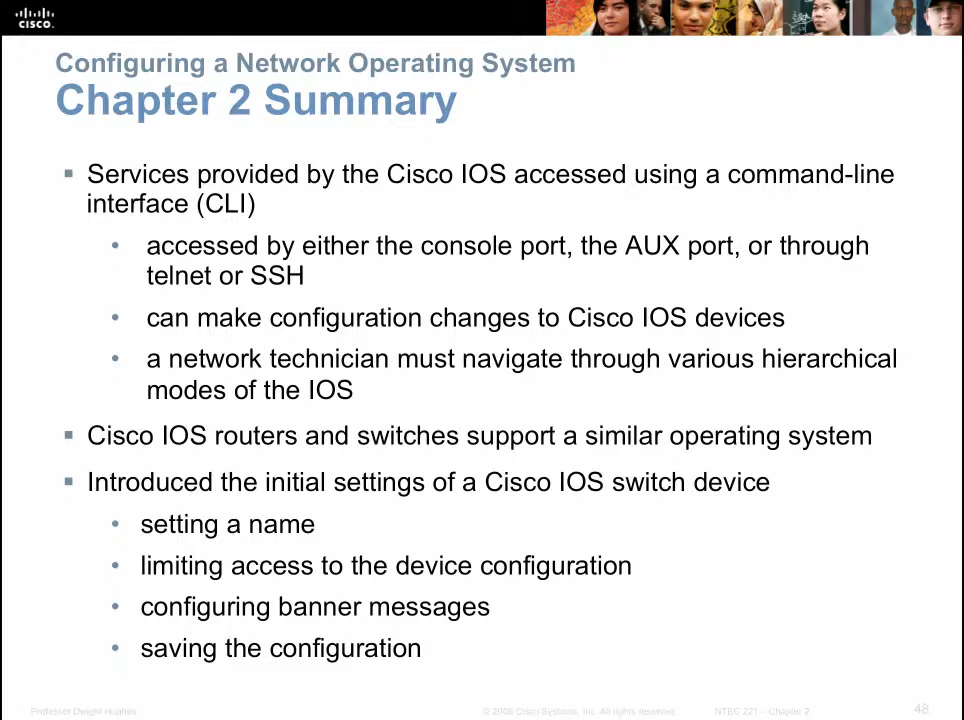 CISCO.
Configuring a Network Operating System
Chapter 2 Summary
Services provided by the Cisco IOS accessed using a command-line
interface (CLI)
accessed by either the console port, the AUX port, or through
telnet or SSH
can make configuration changes to Cisco IOS devices
a network technician must navigate through various hierarchical
modes of the IOS
Cisco IOS routers and switches support a similar operating system
Introduced the initial settings of a Cisco IOS switch device
setting a name
limiting access to the device configuration
configuring banner messages
saving the configuration
Professor Dwight Hughes © 2008 Cisco Systems, Inc. All rights reserved. NTEC 221 – Chapter 2 48